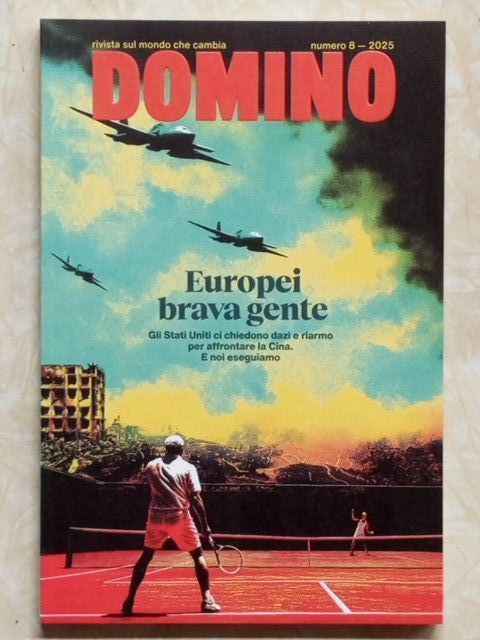 rivista sul mondo che cambia
numero 8 — 2025
DOMINO
Europei
brava gente
Gli Stati Uniti ci chiedono dazi e riarmo
per affrontare la Cina.
E noi eseguiamo